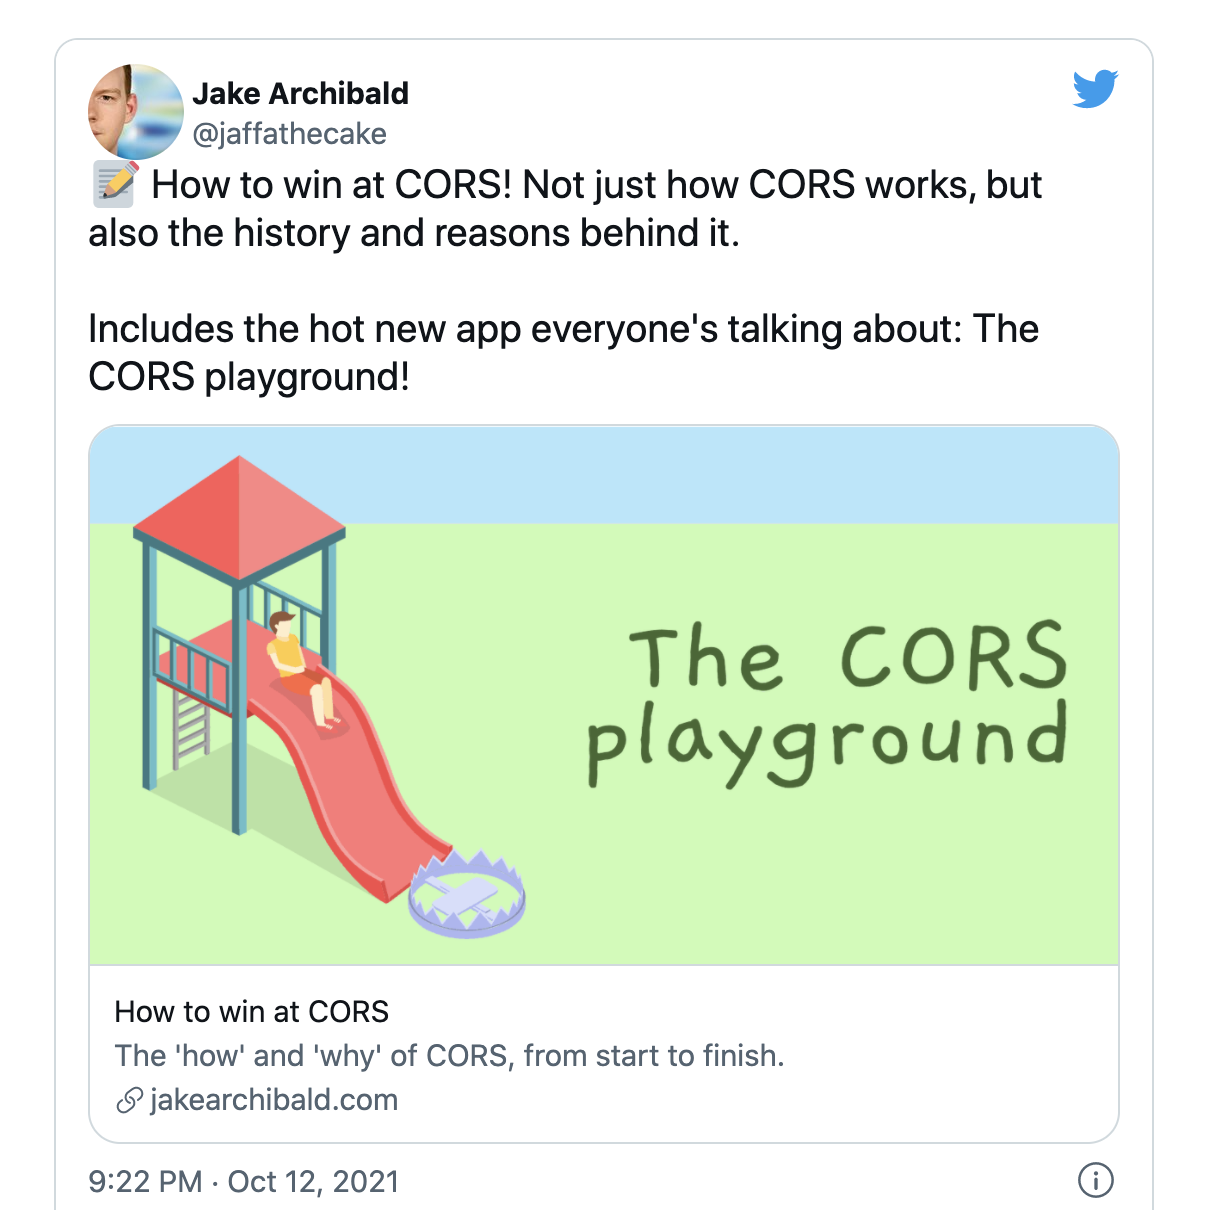 Jake Archibald
@jaffathecake
📝 How to win at CORS! Not just how CORS works, but
also the history and reasons behind it.
Includes the hot new app everyone's talking about: The
CORS playground!
The CORS
playground
How to win at CORS
The 'how' and 'why' of CORS, from start to finish.
jakearchibald.com
9:22 PM · Oct 12, 2021